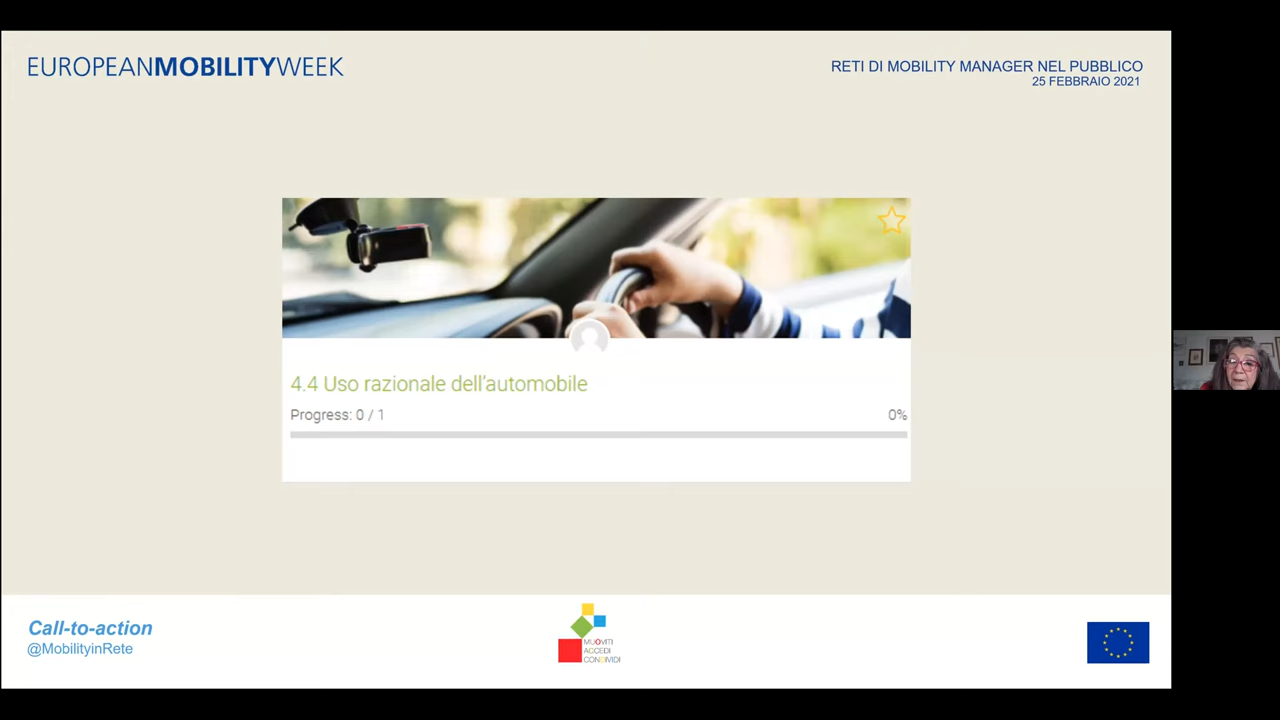 EUROPEANMOBILITYWEEK
RETI DI MOBILITY MANAGER NEL PUBBLICO
25 FEBBRAIO 2021
4.4 Uso razionale dell'automobile
Progress: 0 / 1
0%
Call-to-action
@MobilityinRete
MUOVITI
ACCEDI
CONDIVIDI